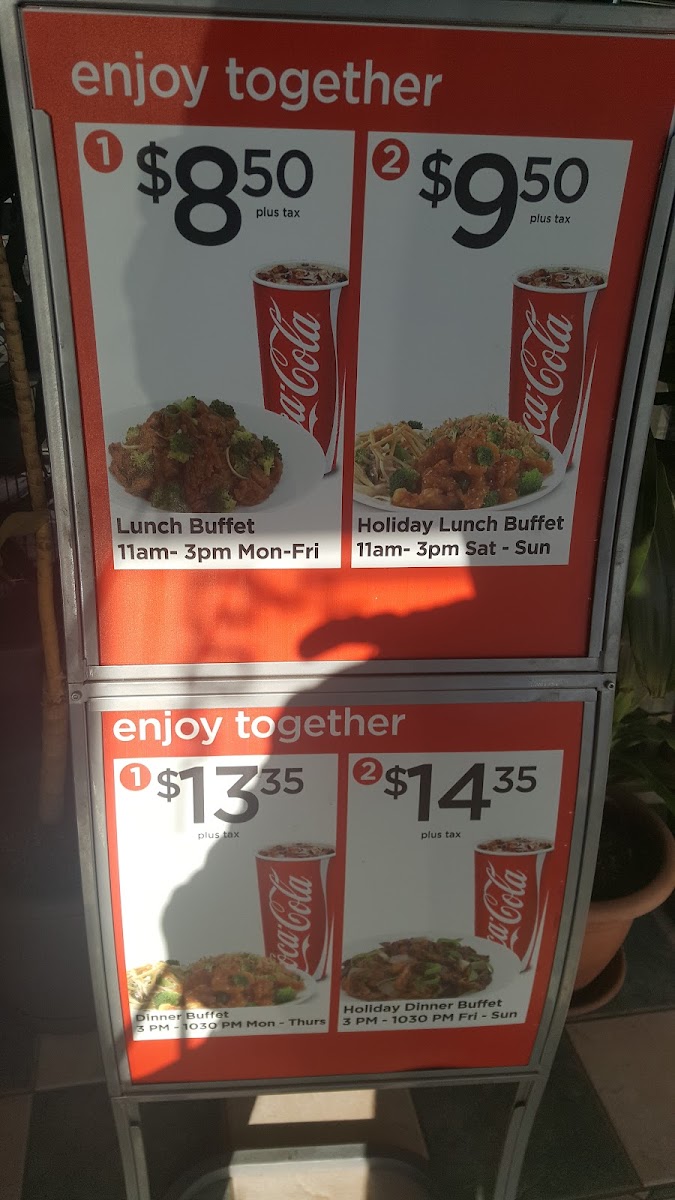 enjoy together
1 $8 50
plus tax
Coca-Cola
Lunch Buffet
11am- 3pm Mon-Fri
2 $9 50
plus tax
Coca-Cola
Holiday Lunch Buffet
11am- 3pm Sat - Sun
enjoy together
1 $13 35
plus tax
Coca-Cola
Dinner Buffet
3 PM - 1030 PM Mon - Thurs
2 $14 35
plus tax
Coca-Cola
Holiday Dinner Buffet
3 PM - 1030 PM Fri - Sun